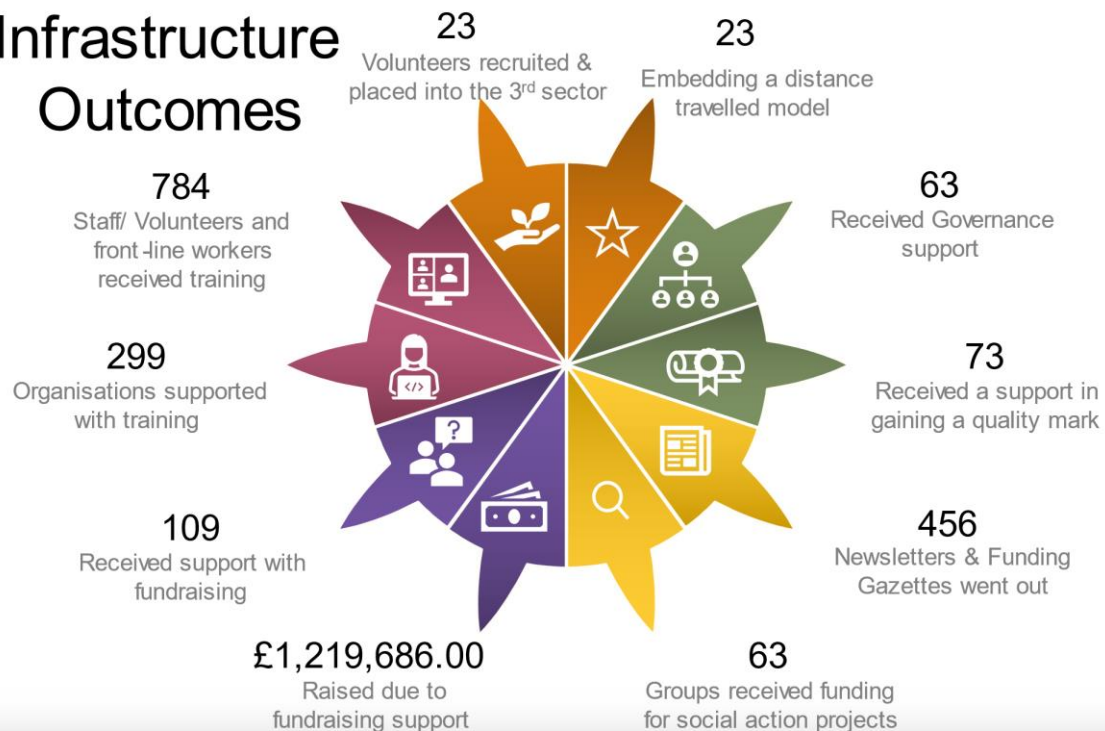 Infrastructure
Outcomes
23
Volunteers recruited &
placed into the 3rd sector
23
Embedding a distance
travelled model
63
Received Governance
support
73
Received a support in
gaining a quality mark
456
Newsletters & Funding
Gazettes went out
63
Groups received funding
for social action projects
£1,219,686.00
Raised due to
fundraising support
109
Received support with
fundraising
299
Organisations supported
with training
784
Staff/ Volunteers and
front-line workers
received training
?
</>